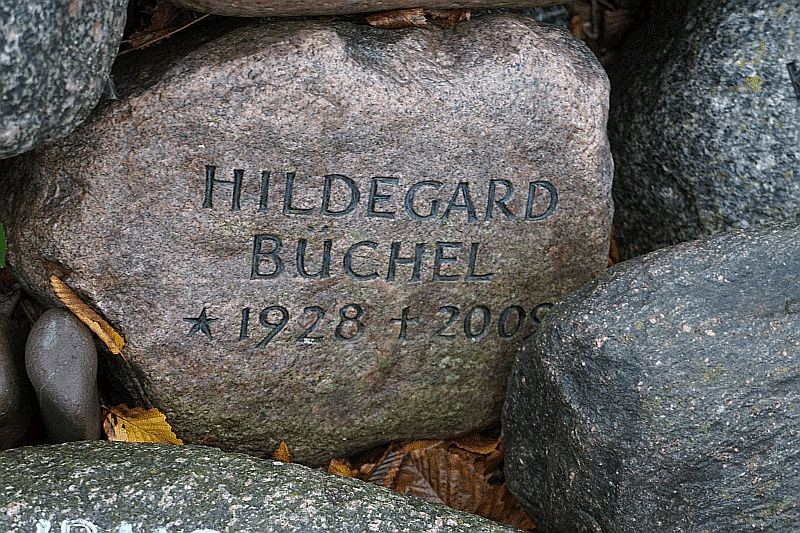 HILDEGARD
BÜCHEL
★ 1928 + 2009